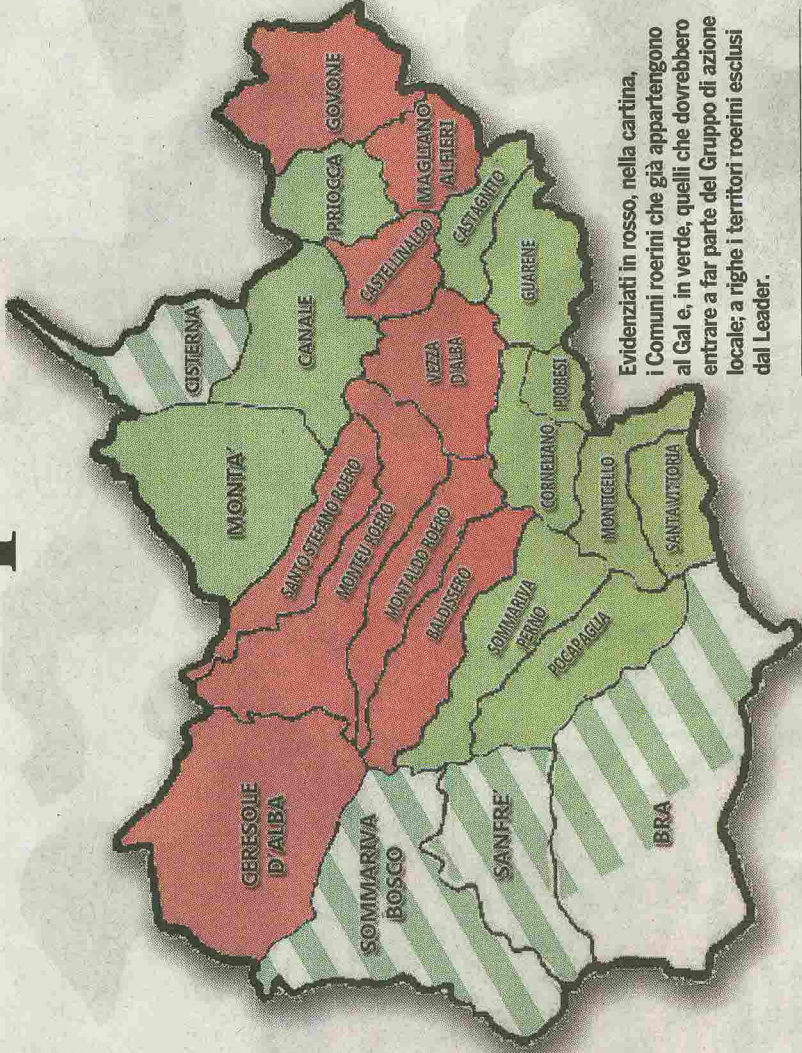 GOVONE
PRIOCCA
MAGLIANO
ALFIERI
CASTELLINALDO
CASTAGNITO
GUARENE
CISTERNA
CANALE
VEZZA
D'ALBA
PIOBESI
CORNELIANO
MONTA'
SANTO STEFANO ROERO
MONTEU ROERO
MONTALDO ROERO
BALDISSERO
MONTICELLO
SANTA VITTORIA
SOMMARIVA
PERNO
POCAPAGLIA
CERESOLE
D'ALBA
SOMMARIVA
BOSCO
SANFRE'
BRA
Evidenziati in rosso, nella cartina,
i Comuni roerini che già appartengono
al Gal e, in verde, quelli che dovrebbero
entrare a far parte del Gruppo di azione
locale; a righe i territori roerini esclusi
dal Leader.